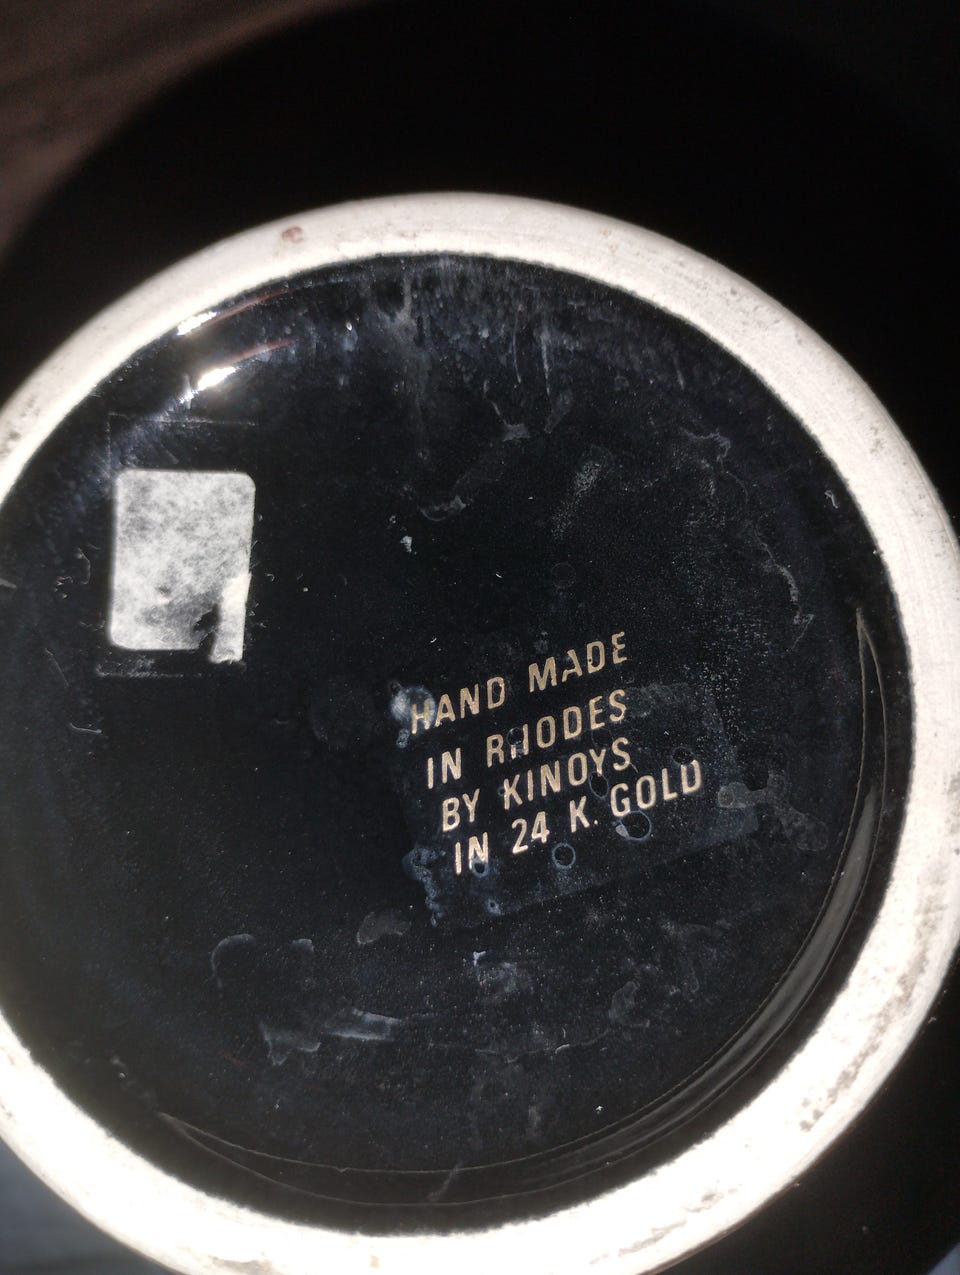 HAND MADE
IN RHODES
BY KINOYS
IN 24 K. GOLD